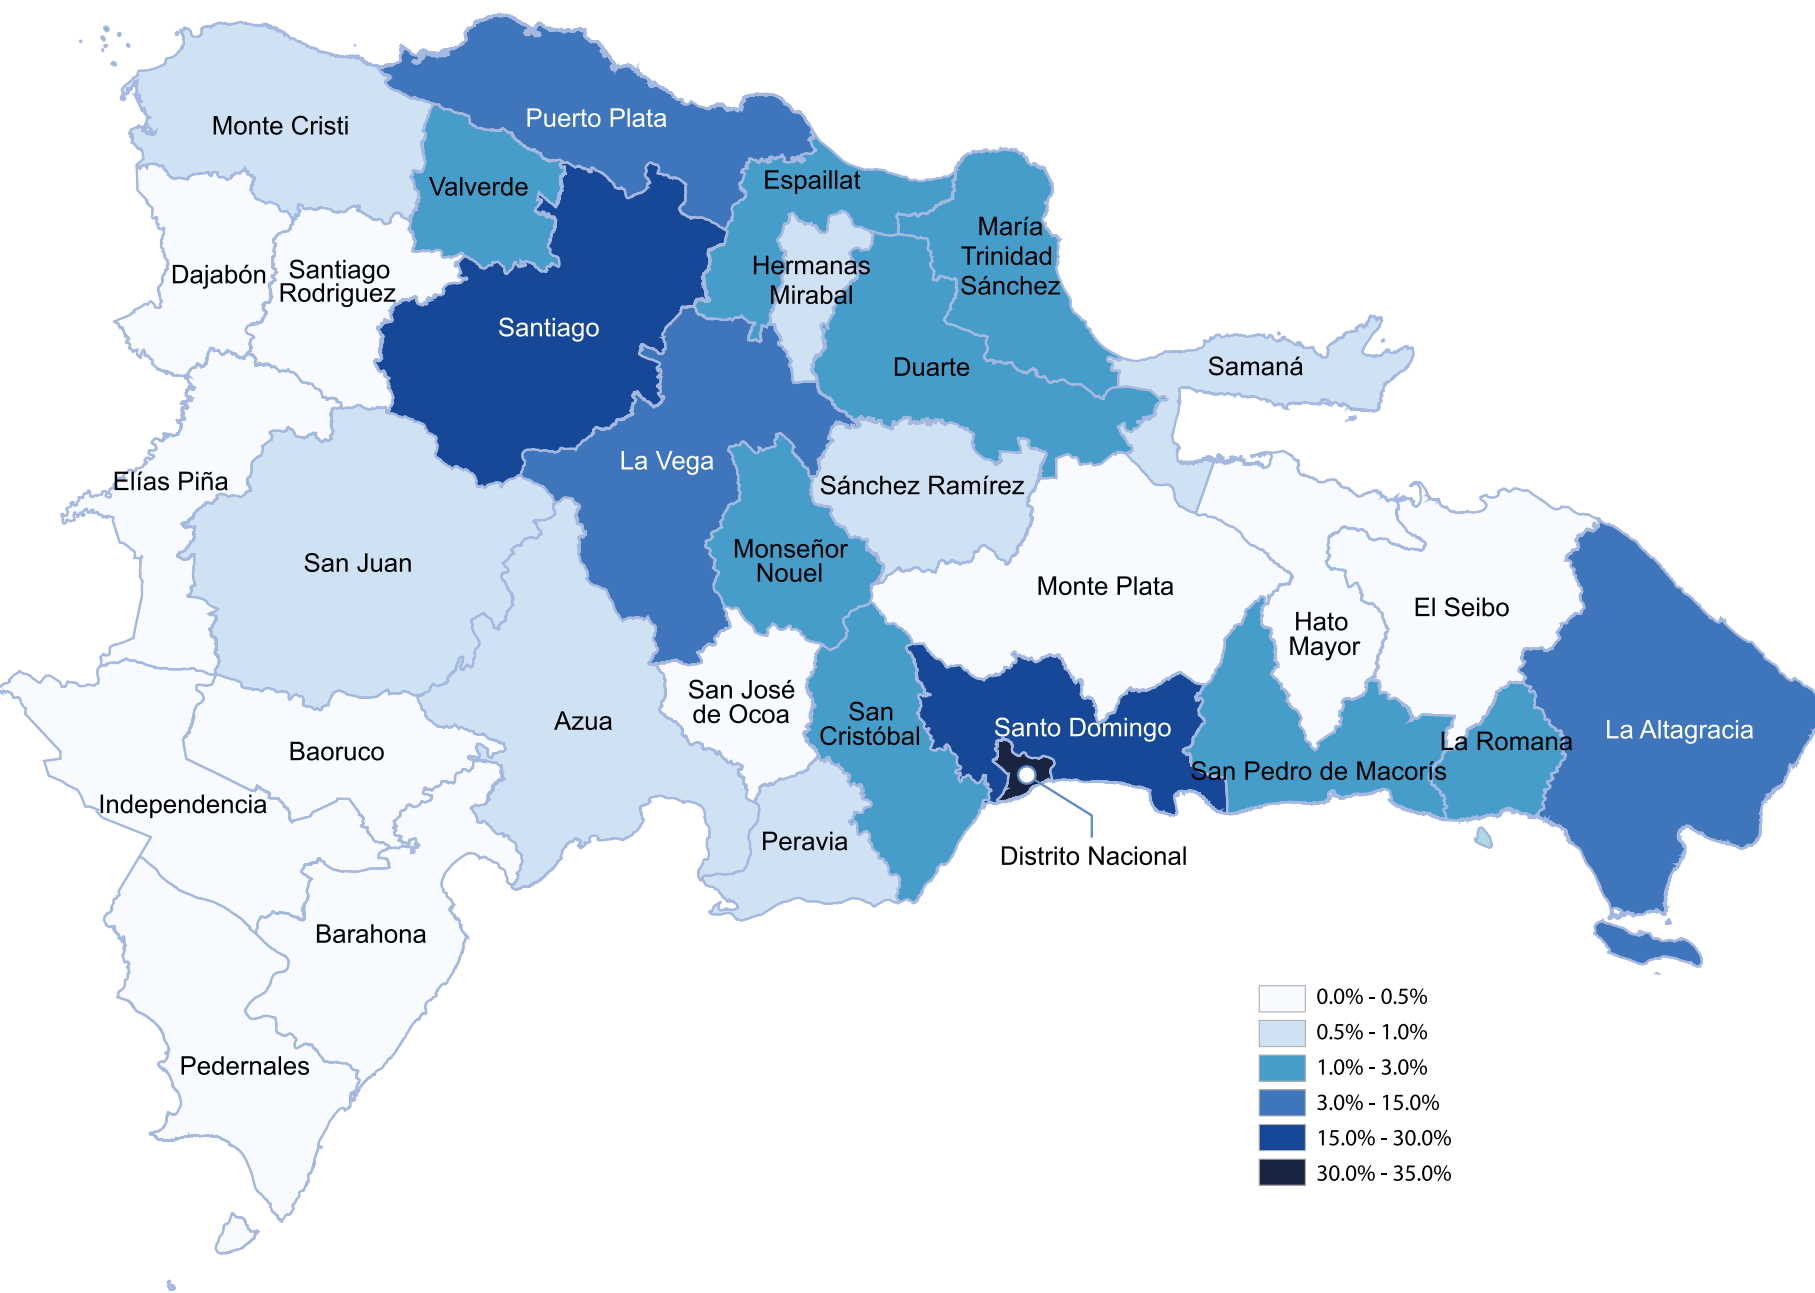 Puerto Plata
Monte Cristi
Espaillat
Valverde
María
Trinidad
Sánchez
Hermanas
Mirabal
Dajabón
Santiago
Rodriguez
Santiago
Duarte
Samaná
La Vega
Elías Piña
Sánchez Ramírez
San Juan
Monseñor
Nouel
Monte Plata
El Seibo
Hato
Mayor
San José
de Ocoa
Azua
San
Cristóbal
Santo Domingo
La Altagracia
La Romana
Baoruco
San Pedro de Macorís
Independencia
Peravia
Distrito Nacional
Barahona
Pedernales
0.0% - 0.5%
0.5% - 1.0%
1.0% - 3.0%
3.0% - 15.0%
15.0% - 30.0%
30.0% - 35.0%